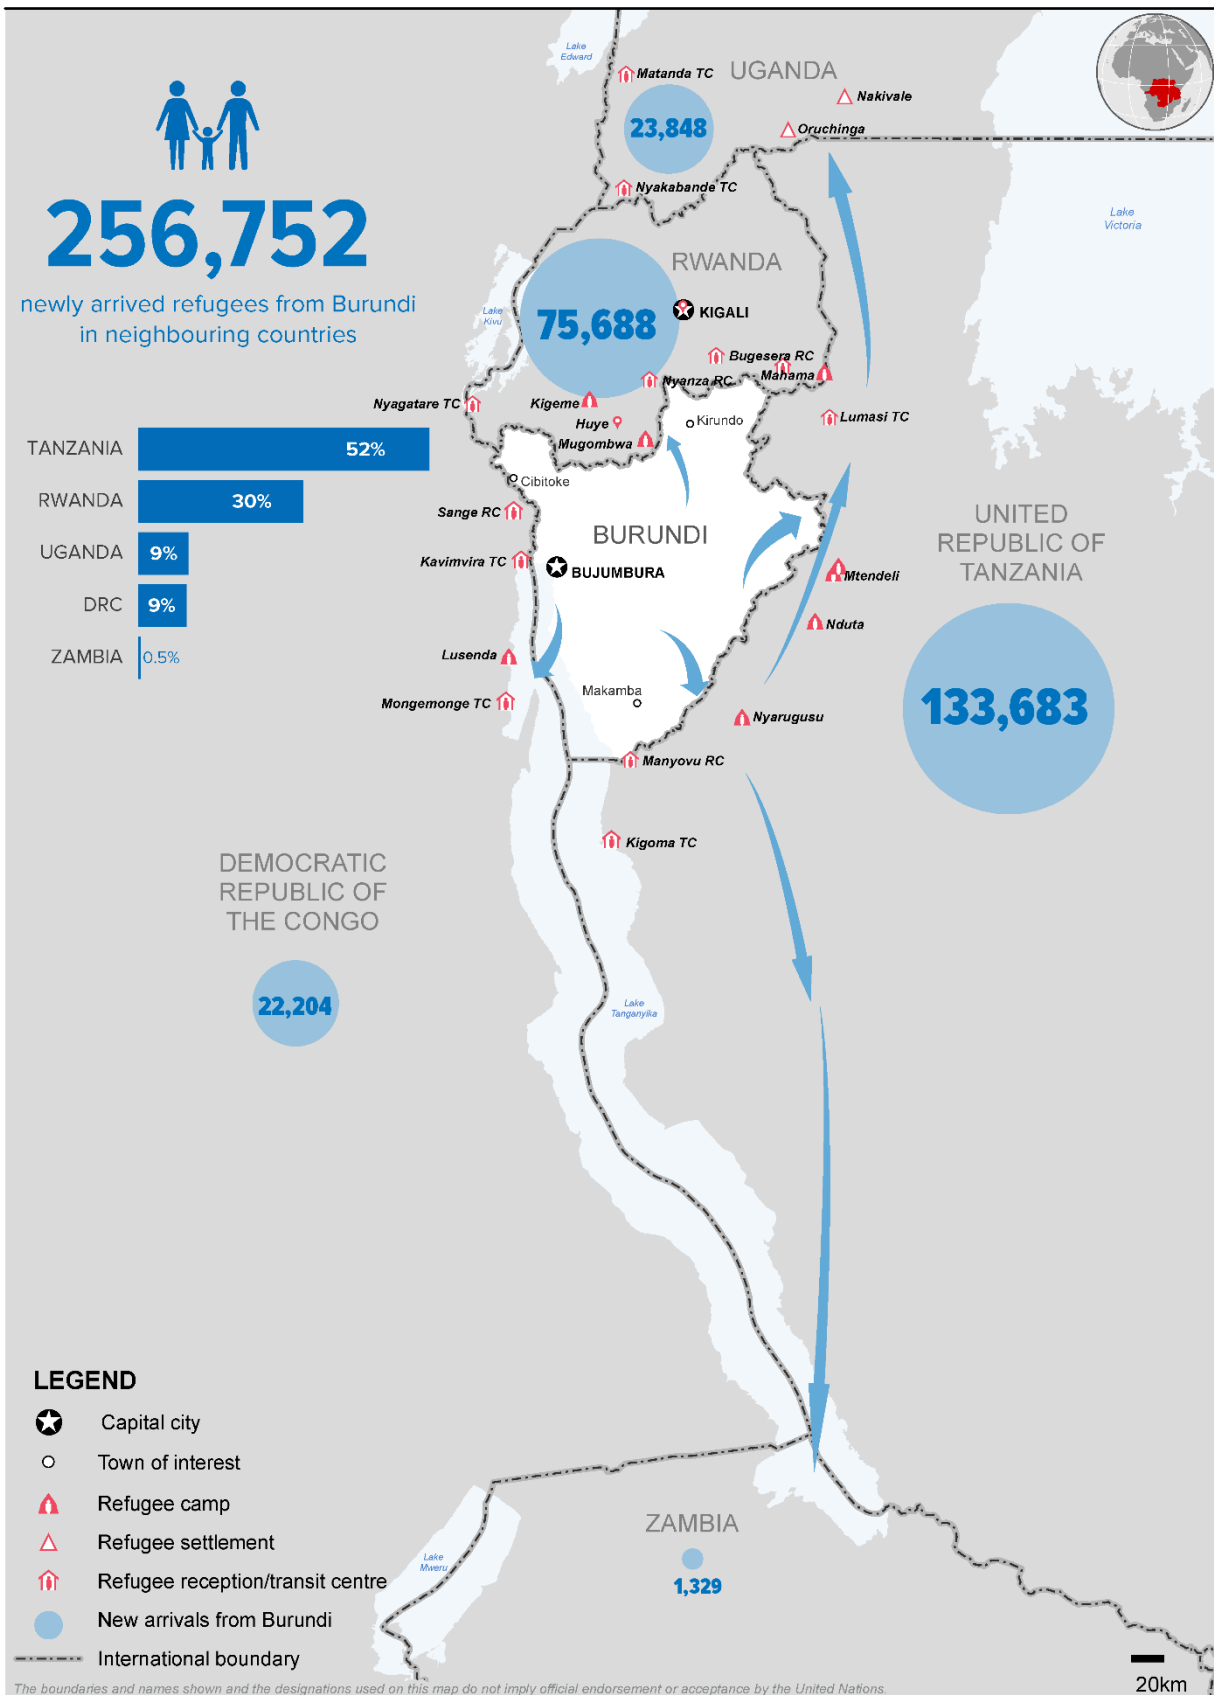 256,752
newly arrived refugees from Burundi
in neighbouring countries
TANZANIA 52%
RWANDA 30%
UGANDA 9%
DRC 9%
ZAMBIA 0.5%
Lake
Edward
Matanda TC
UGANDA
23,848
Nakivale
Oruchinga
Nyakabande TC
Lake
Victoria
RWANDA
75,688
KIGALI
Lake
Kivu
Bugesera RC
Mahama
Nyanza RC
Nyagatare TC
Kigeme
Huye
Mugombwa
Kirundo
Lumasi TC
Cibitoke
Sange RC
BURUNDI
Kavimvira TC
BUJUMBURA
UNITED
REPUBLIC OF
TANZANIA
133,683
Mtendeli
Nduta
Lusenda
Makamba
Mongemonge TC
Nyarugusu
Manyovu RC
Kigoma TC
DEMOCRATIC
REPUBLIC OF
THE CONGO
22,204
Lake
Tanganyika
ZAMBIA
1,329
Lake
Mweru
LEGEND
Capital city
Town of interest
Refugee camp
Refugee settlement
Refugee reception/transit centre
New arrivals from Burundi
International boundary
20km
The boundaries and names shown and the designations used on this map do not imply official endorsement or acceptance by the United Nations.